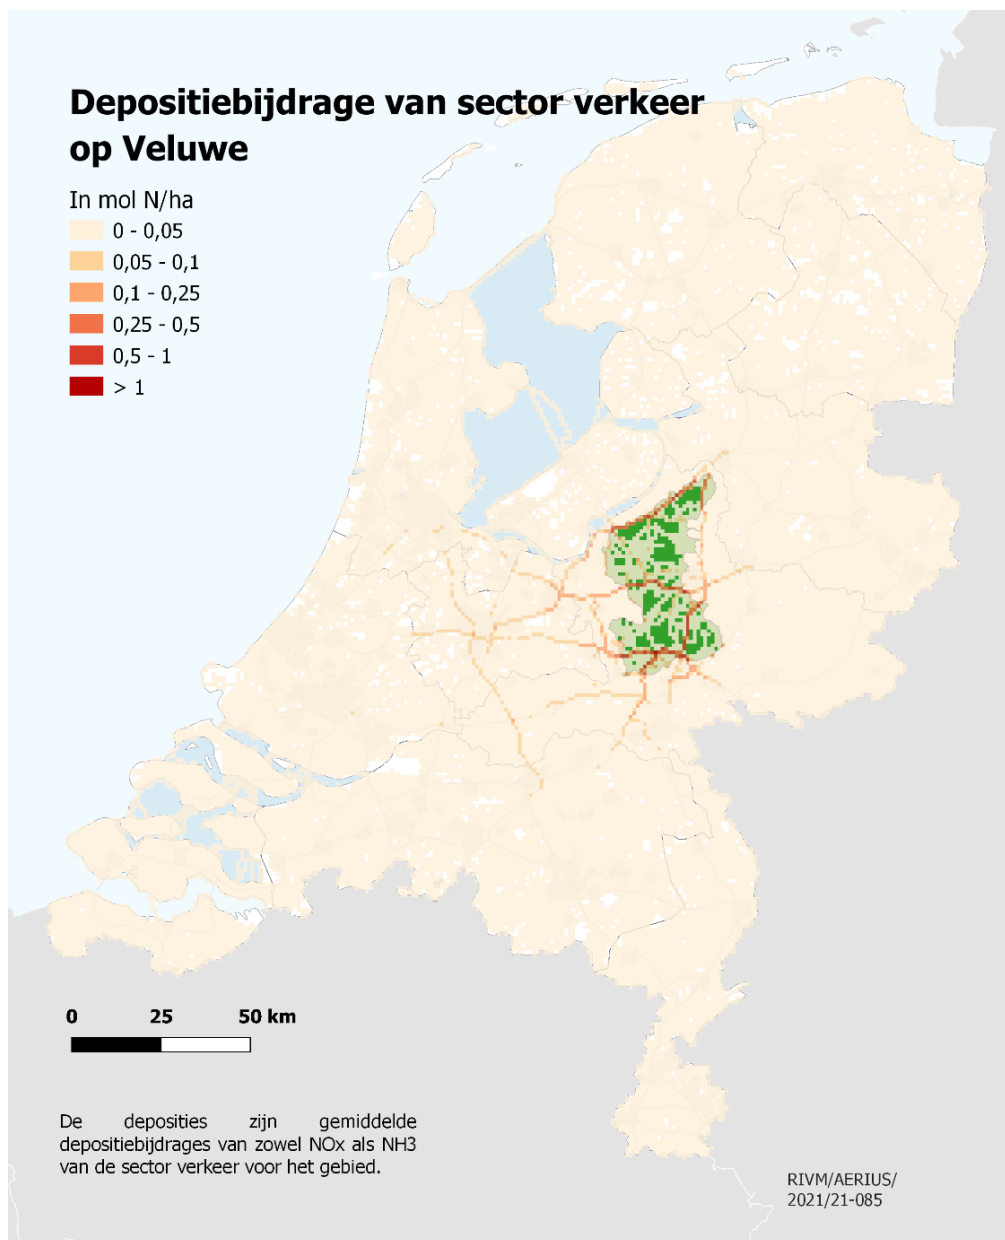 Depositiebijdrage van sector verkeer
op Veluwe
In mol N/ha
0 - 0,05
0,05 - 0,1
0,1 - 0,25
0,25 - 0,5
0,5 - 1
> 1
0 25 50 km
De deposities zijn gemiddelde
depositiebijdrages van zowel NOx als NH3
van de sector verkeer voor het gebied.
RIVM/AERIUS/
2021/21-085